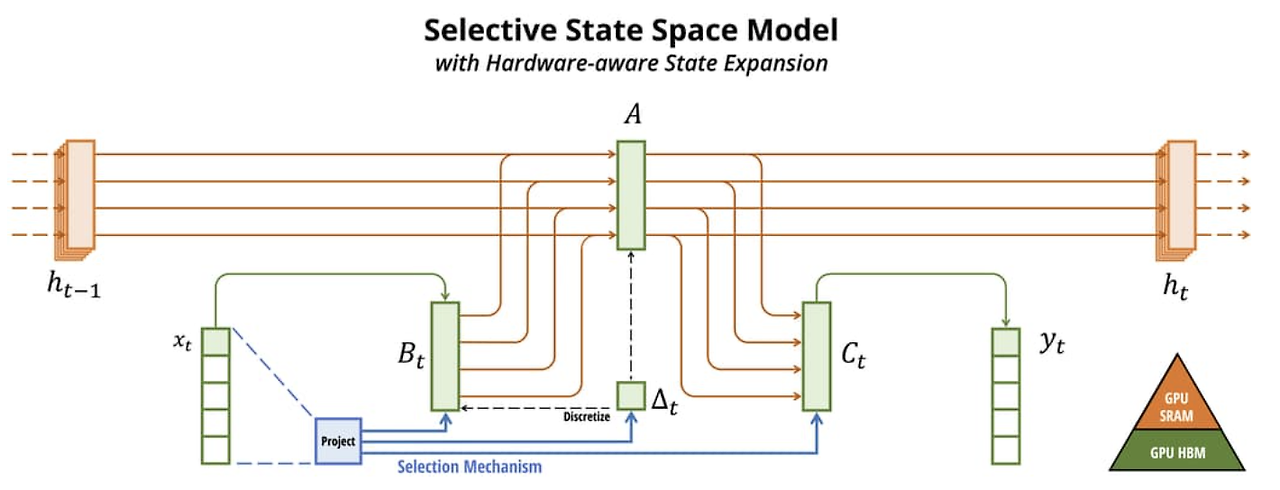 Selective State Space Model
with Hardware-aware State Expansion
A
h_{t-1}
h_t
x_t
B_t
C_t
y_t
Δ_t
Discretize
Project
Selection Mechanism
GPU
SRAM
GPU HBM